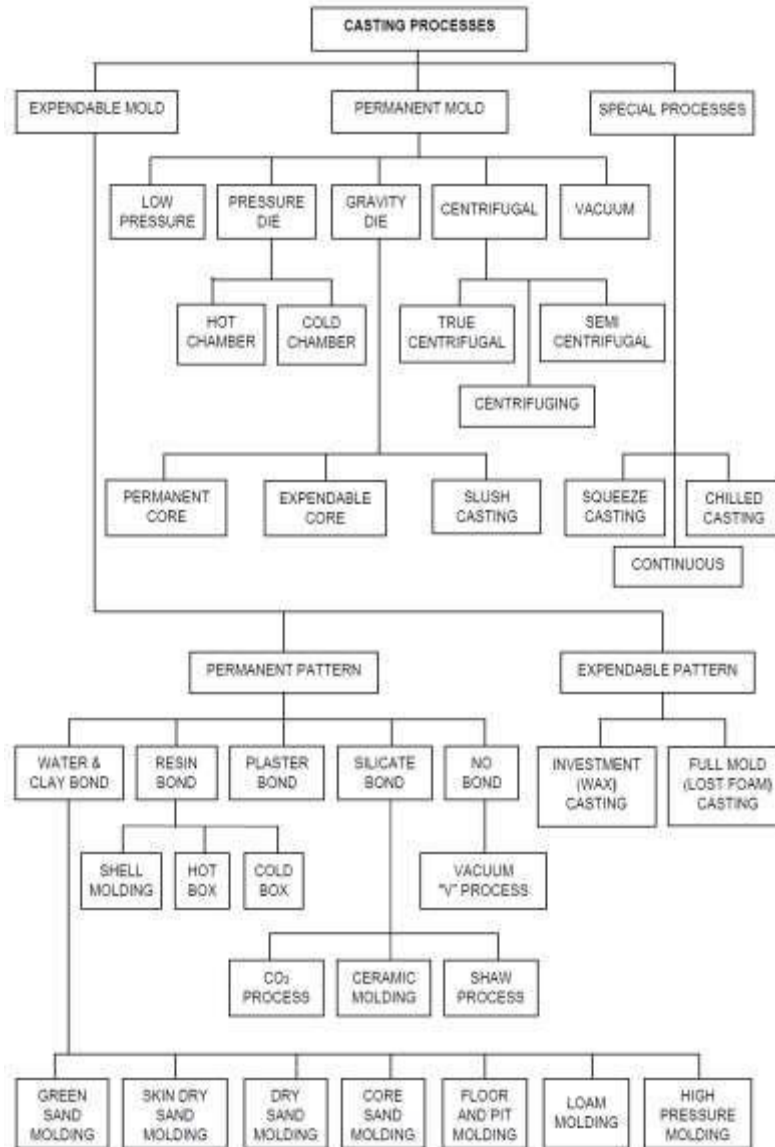 CASTING PROCESSES
EXPENDABLE MOLD
PERMANENT MOLD
SPECIAL PROCESSES
LOW
PRESSURE
PRESSURE
DIE
GRAVITY
DIE
CENTRIFUGAL
VACUUM
HOT
CHAMBER
COLD
CHAMBER
TRUE
CENTRIFUGAL
SEMI
CENTRIFUGAL
CENTRIFUGING
PERMANENT
CORE
EXPENDABLE
CORE
SLUSH
CASTING
SQUEEZE
CASTING
CHILLED
CASTING
CONTINUOUS
PERMANENT PATTERN
EXPENDABLE PATTERN
WATER &
CLAY BOND
RESIN
BOND
PLASTER
BOND
SILICATE
BOND
NO
BOND
INVESTMENT
(WAX)
CASTING
FULL MOLD
(LOST FOAM)
CASTING
SHELL
MOLDING
HOT
BOX
COLD
BOX
VACUUM
"V" PROCESS
CO₂
PROCESS
CERAMIC
MOLDING
SHAW
PROCESS
GREEN
SAND
MOLDING
SKIN DRY
SAND
MOLDING
DRY
SAND
MOLDING
CORE
SAND
MOLDING
FLOOR
AND PIT
MOLDING
LOAM
MOLDING
HIGH
PRESSURE
MOLDING